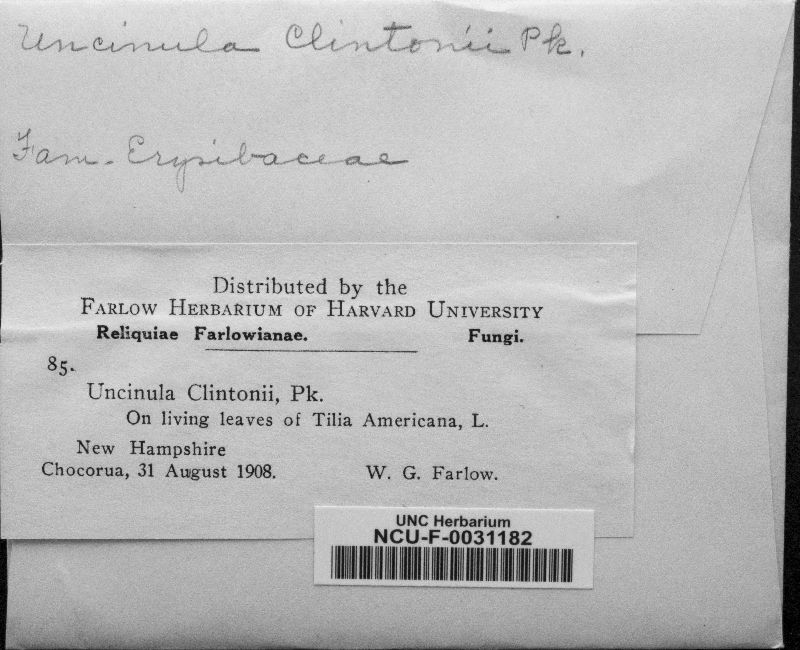 Uncinula Clintonii Pk.
Fam. Erysibaceae
Distributed by the
FARLOW HERBARIUM OF HARVARD UNIVERSITY
Reliquiae Farlowianae. Fungi.
85.
Uncinula Clintonii, Pk.
On living leaves of Tilia Americana, L.
New Hampshire
Chocorua, 31 August 1908. W. G. Farlow.
UNC Herbarium
NCU-F-0031182